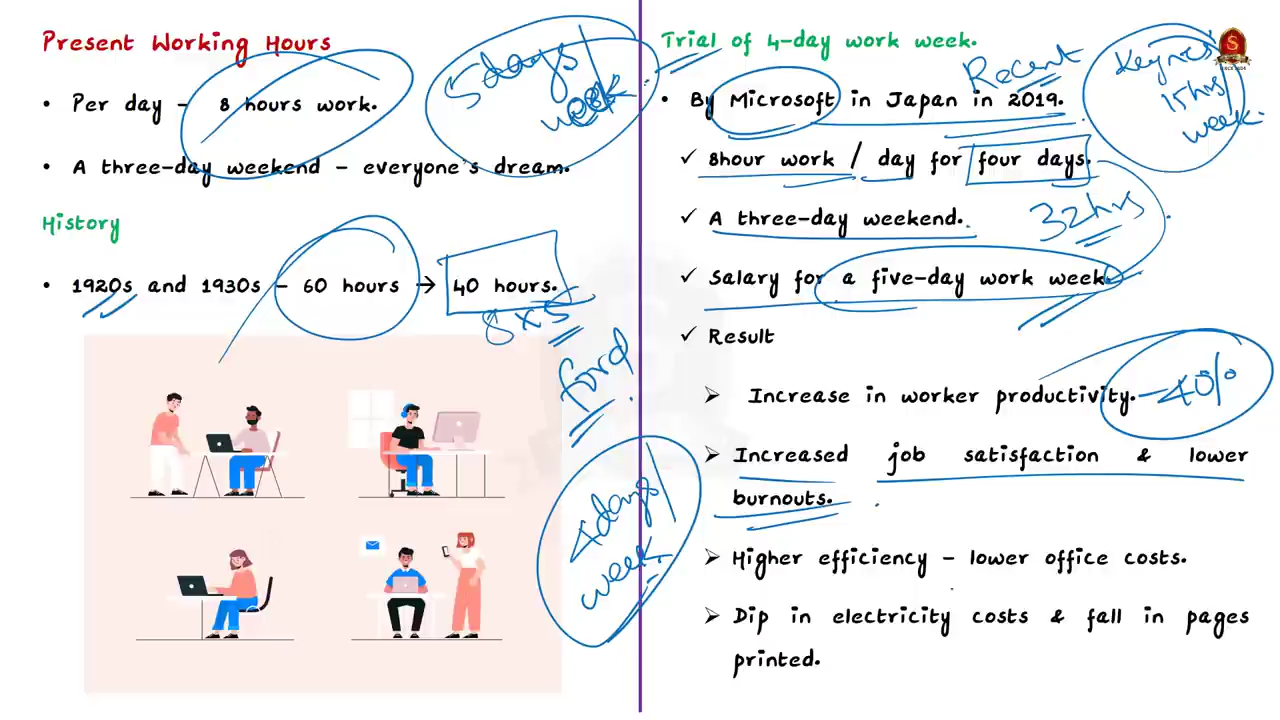 Present Working Hours
• Per day - 8 hours work.
• A three-day weekend - everyone's dream.
5days/
week
History
• 1920s and 1930s - 60 hours → 40 hours.
8 x 5
ford
4days/
week
Trial of 4-day work week.
Recent
Keynes'
15hrs/
week.
• By Microsoft in Japan in 2019.
✓ 8hour work / day for four days.
32hrs
✓ A three-day weekend.
✓ Salary for a five-day work week.
✓ Result
➢ Increase in worker productivity. - 40%
➢ Increased job satisfaction & lower
burnouts.
➢ Higher efficiency - lower office costs.
➢ Dip in electricity costs & fall in pages
printed.